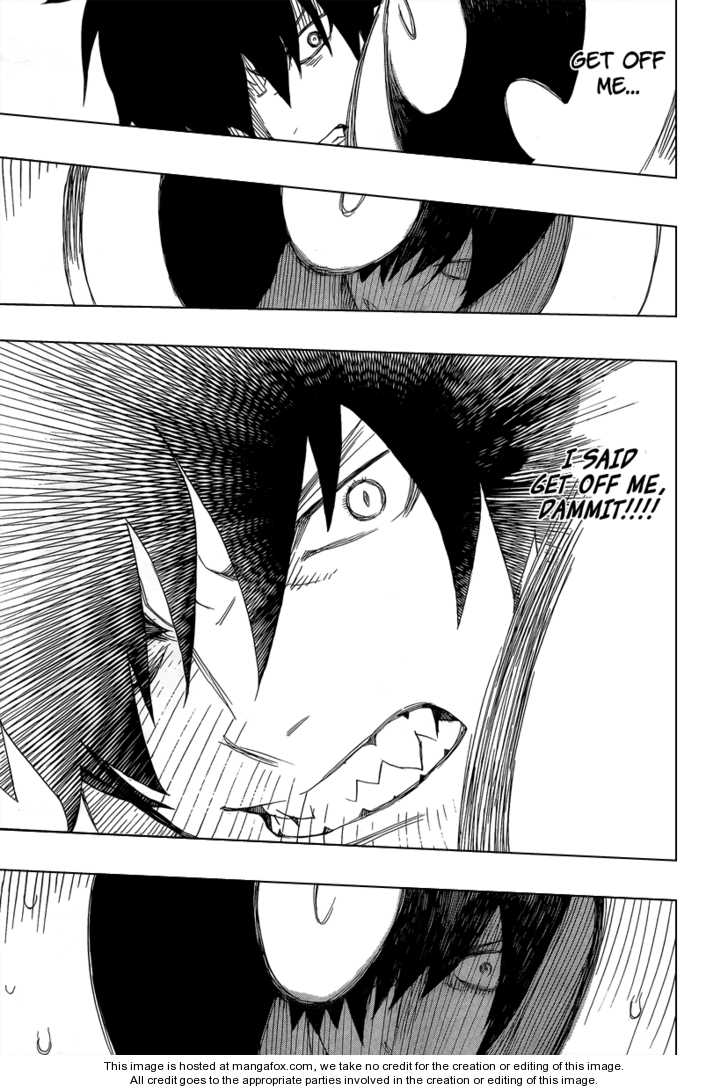 GET OFF
ME...
I SAID
GET OFF ME,
DAMMIT!!!!
This image is hosted at mangafox.com, we take no credit for the creation or editing of this image.
All credit goes to the appropriate parties involved in the creation or editing of this image.